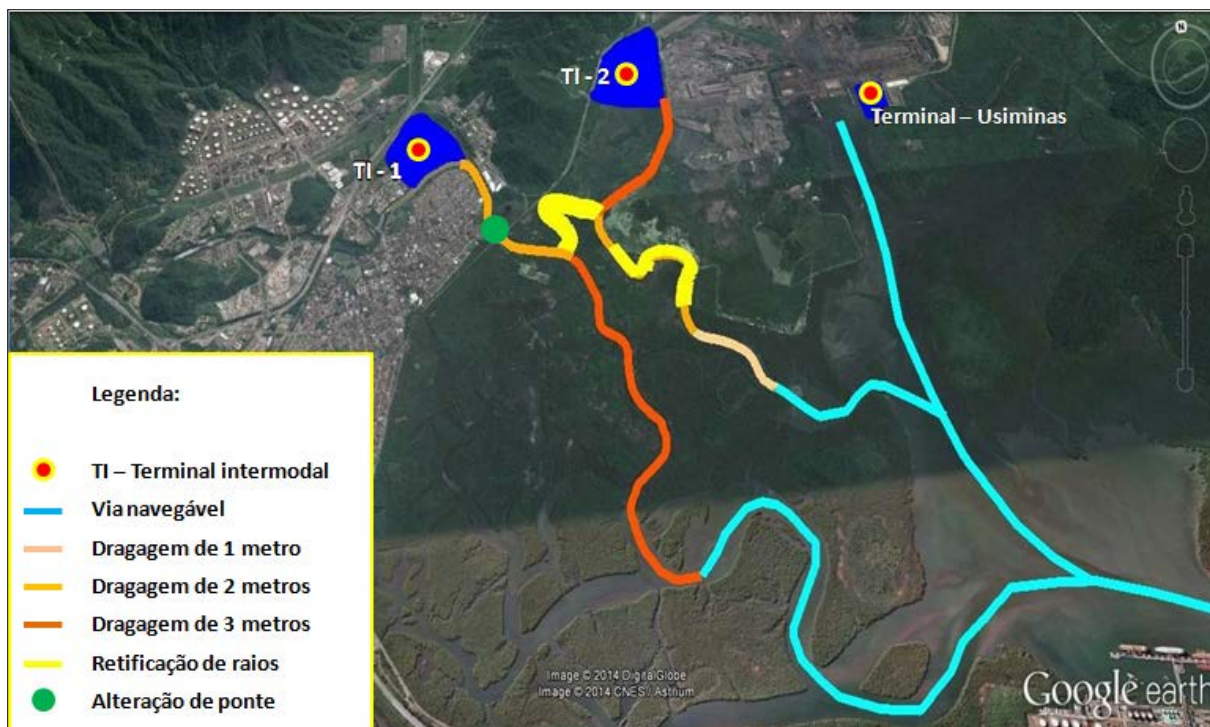 N
TI - 2
Terminal – Usiminas
TI - 1
Legenda:
TI – Terminal intermodal
Via navegável
Dragagem de 1 metro
Dragagem de 2 metros
Dragagem de 3 metros
Retificação de raios
Alteração de ponte
Image © 2014 DigitalGlobe
Image © 2014 CNES / Astrium
Google earth